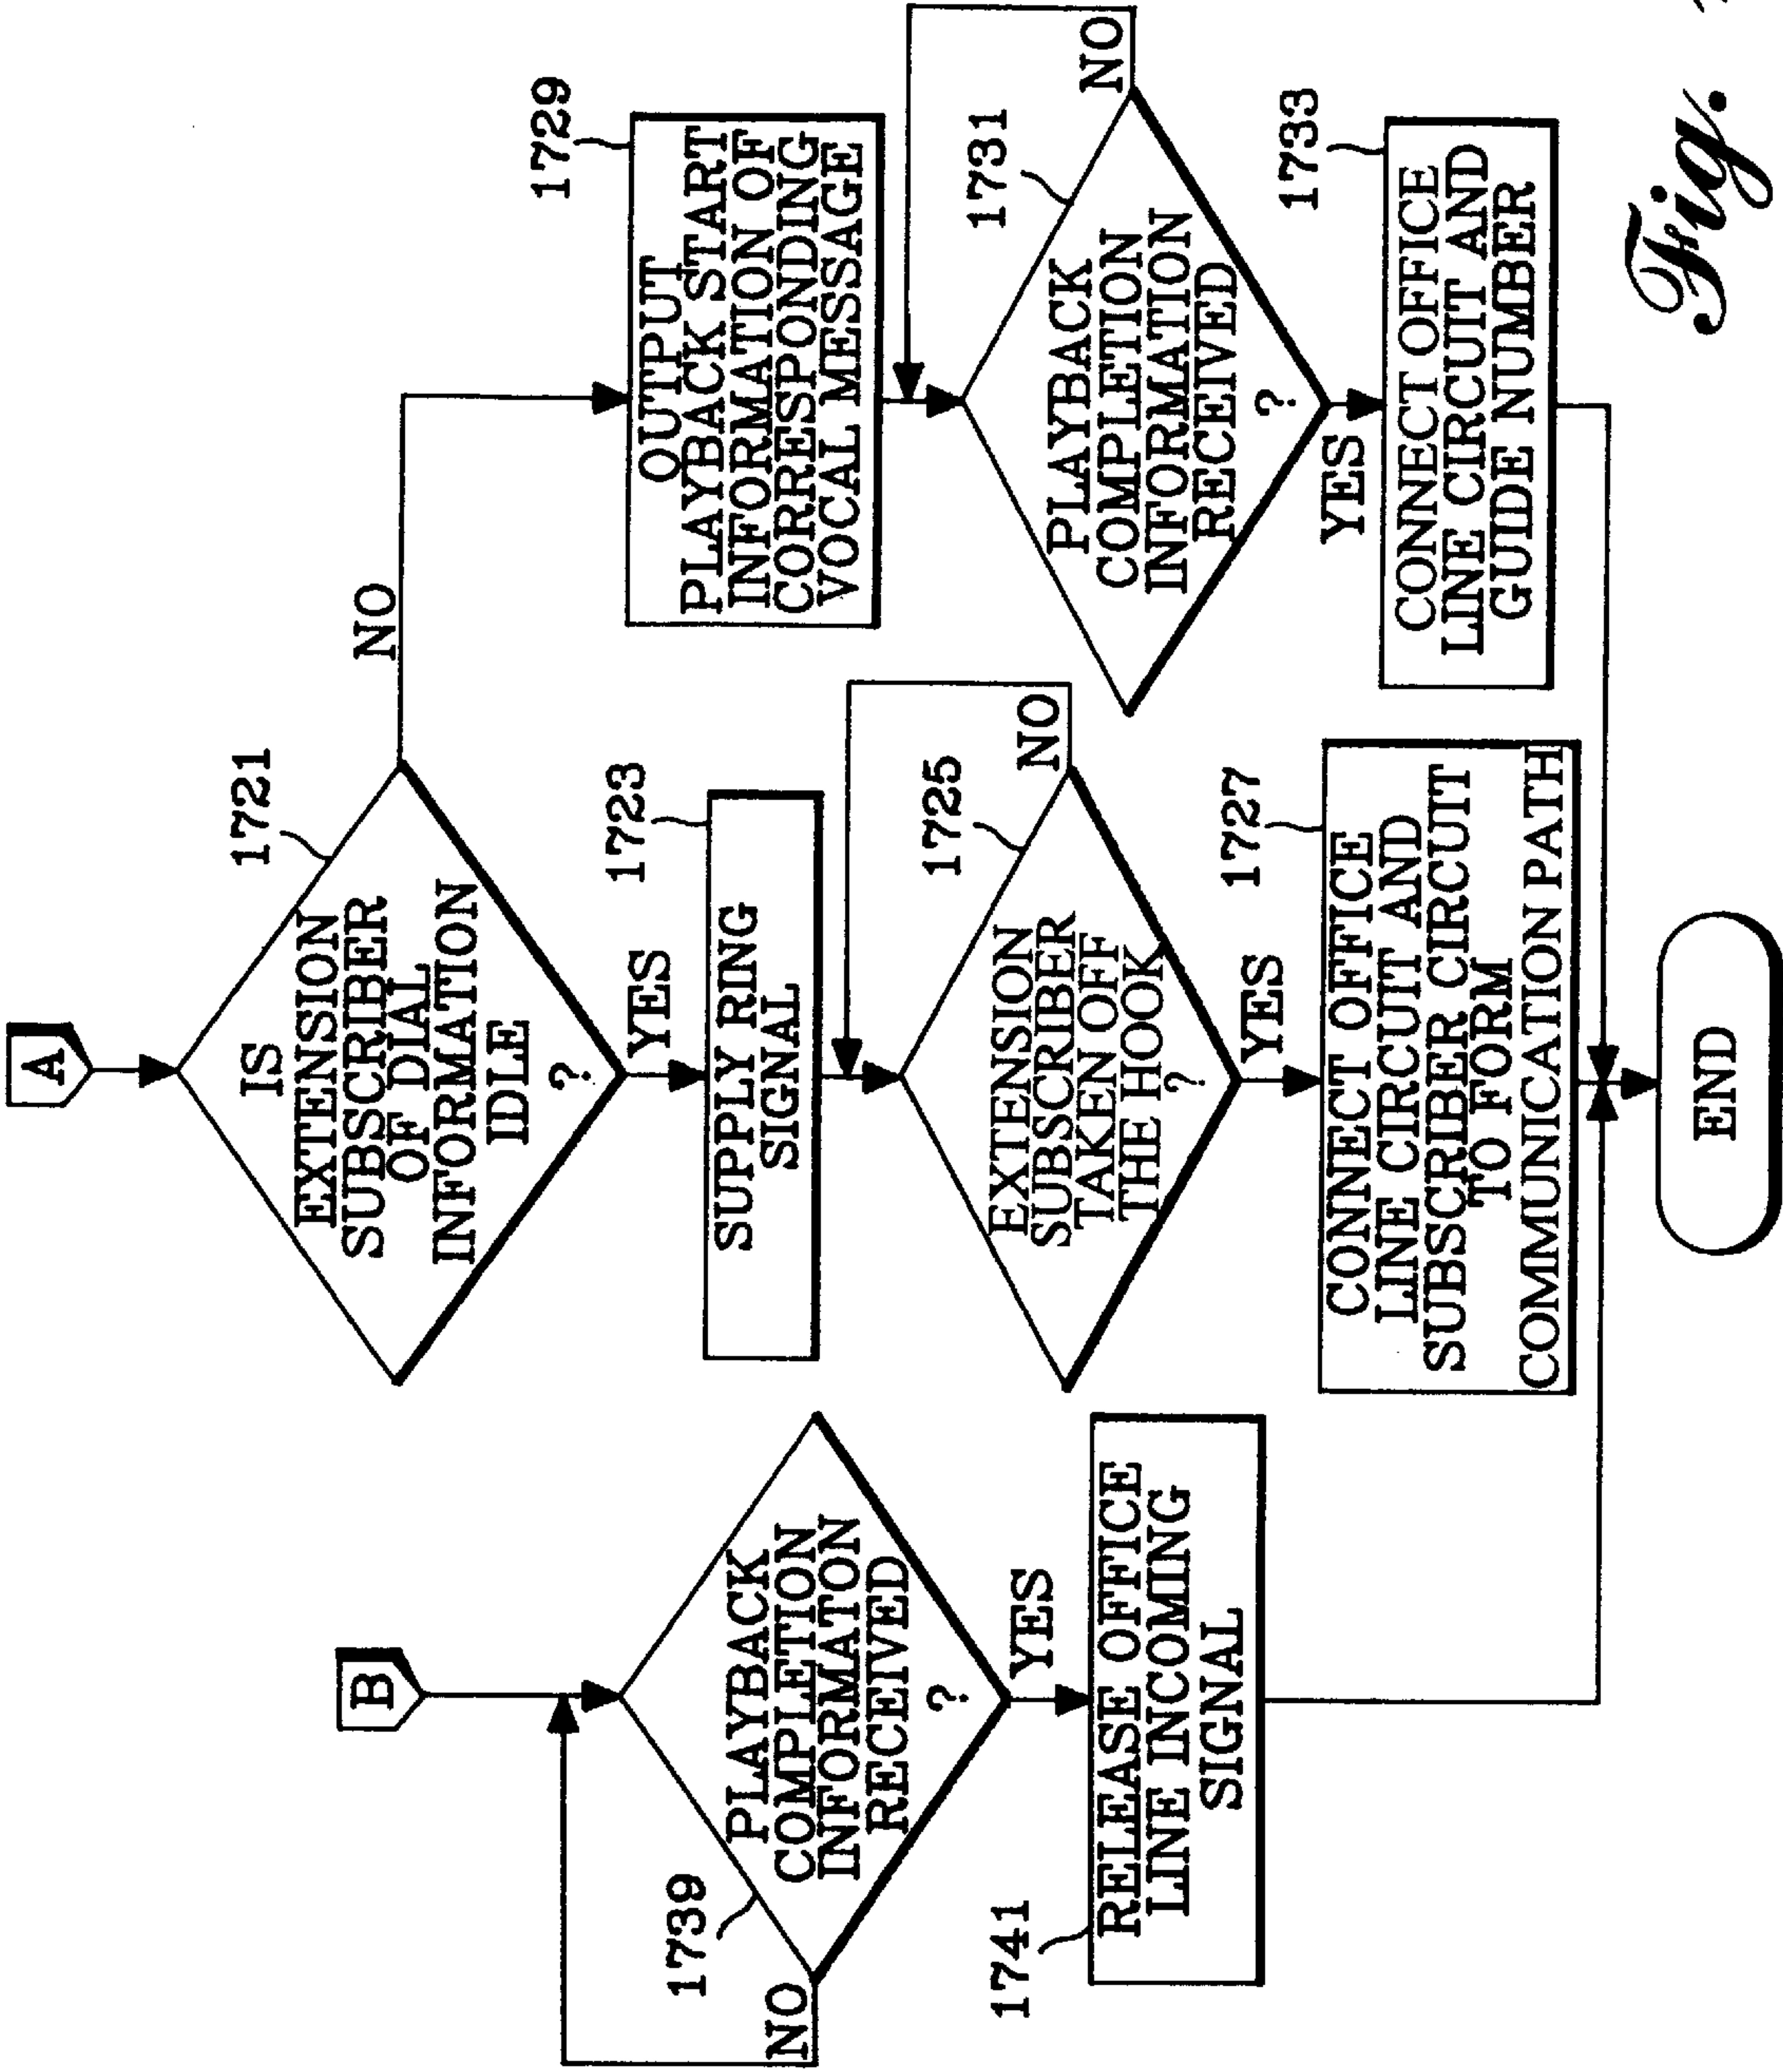 A
IS
EXTENSION
SUBSCRIBER
OF DIAL
INFORMATION
IDLE
?
1721
NO
YES
SUPPLY RING
SIGNAL
1723
EXTENSION
SUBSCRIBER
TAKEN OFF
THE HOOK
?
1725
NO
YES
CONNECT OFFICE
LINE CIRCUIT AND
SUBSCRIBER CIRCUIT
TO FORM
COMMUNICATION PATH
1727
OUTPUT
PLAYBACK START
INFORMATION OF
CORRESPONDING
VOCAL MESSAGE
1729
PLAYBACK
COMPLETION
INFORMATION
RECEIVED
?
1731
NO
YES
CONNECT OFFICE
LINE CIRCUIT AND
GUIDE NUMBER
1733
B
PLAYBACK
COMPLETION
INFORMATON
RECEIVED
?
1739
NO
YES
RELEASE OFFICE
LINE INCOMING
SIGNAL
1741
END
Fig.